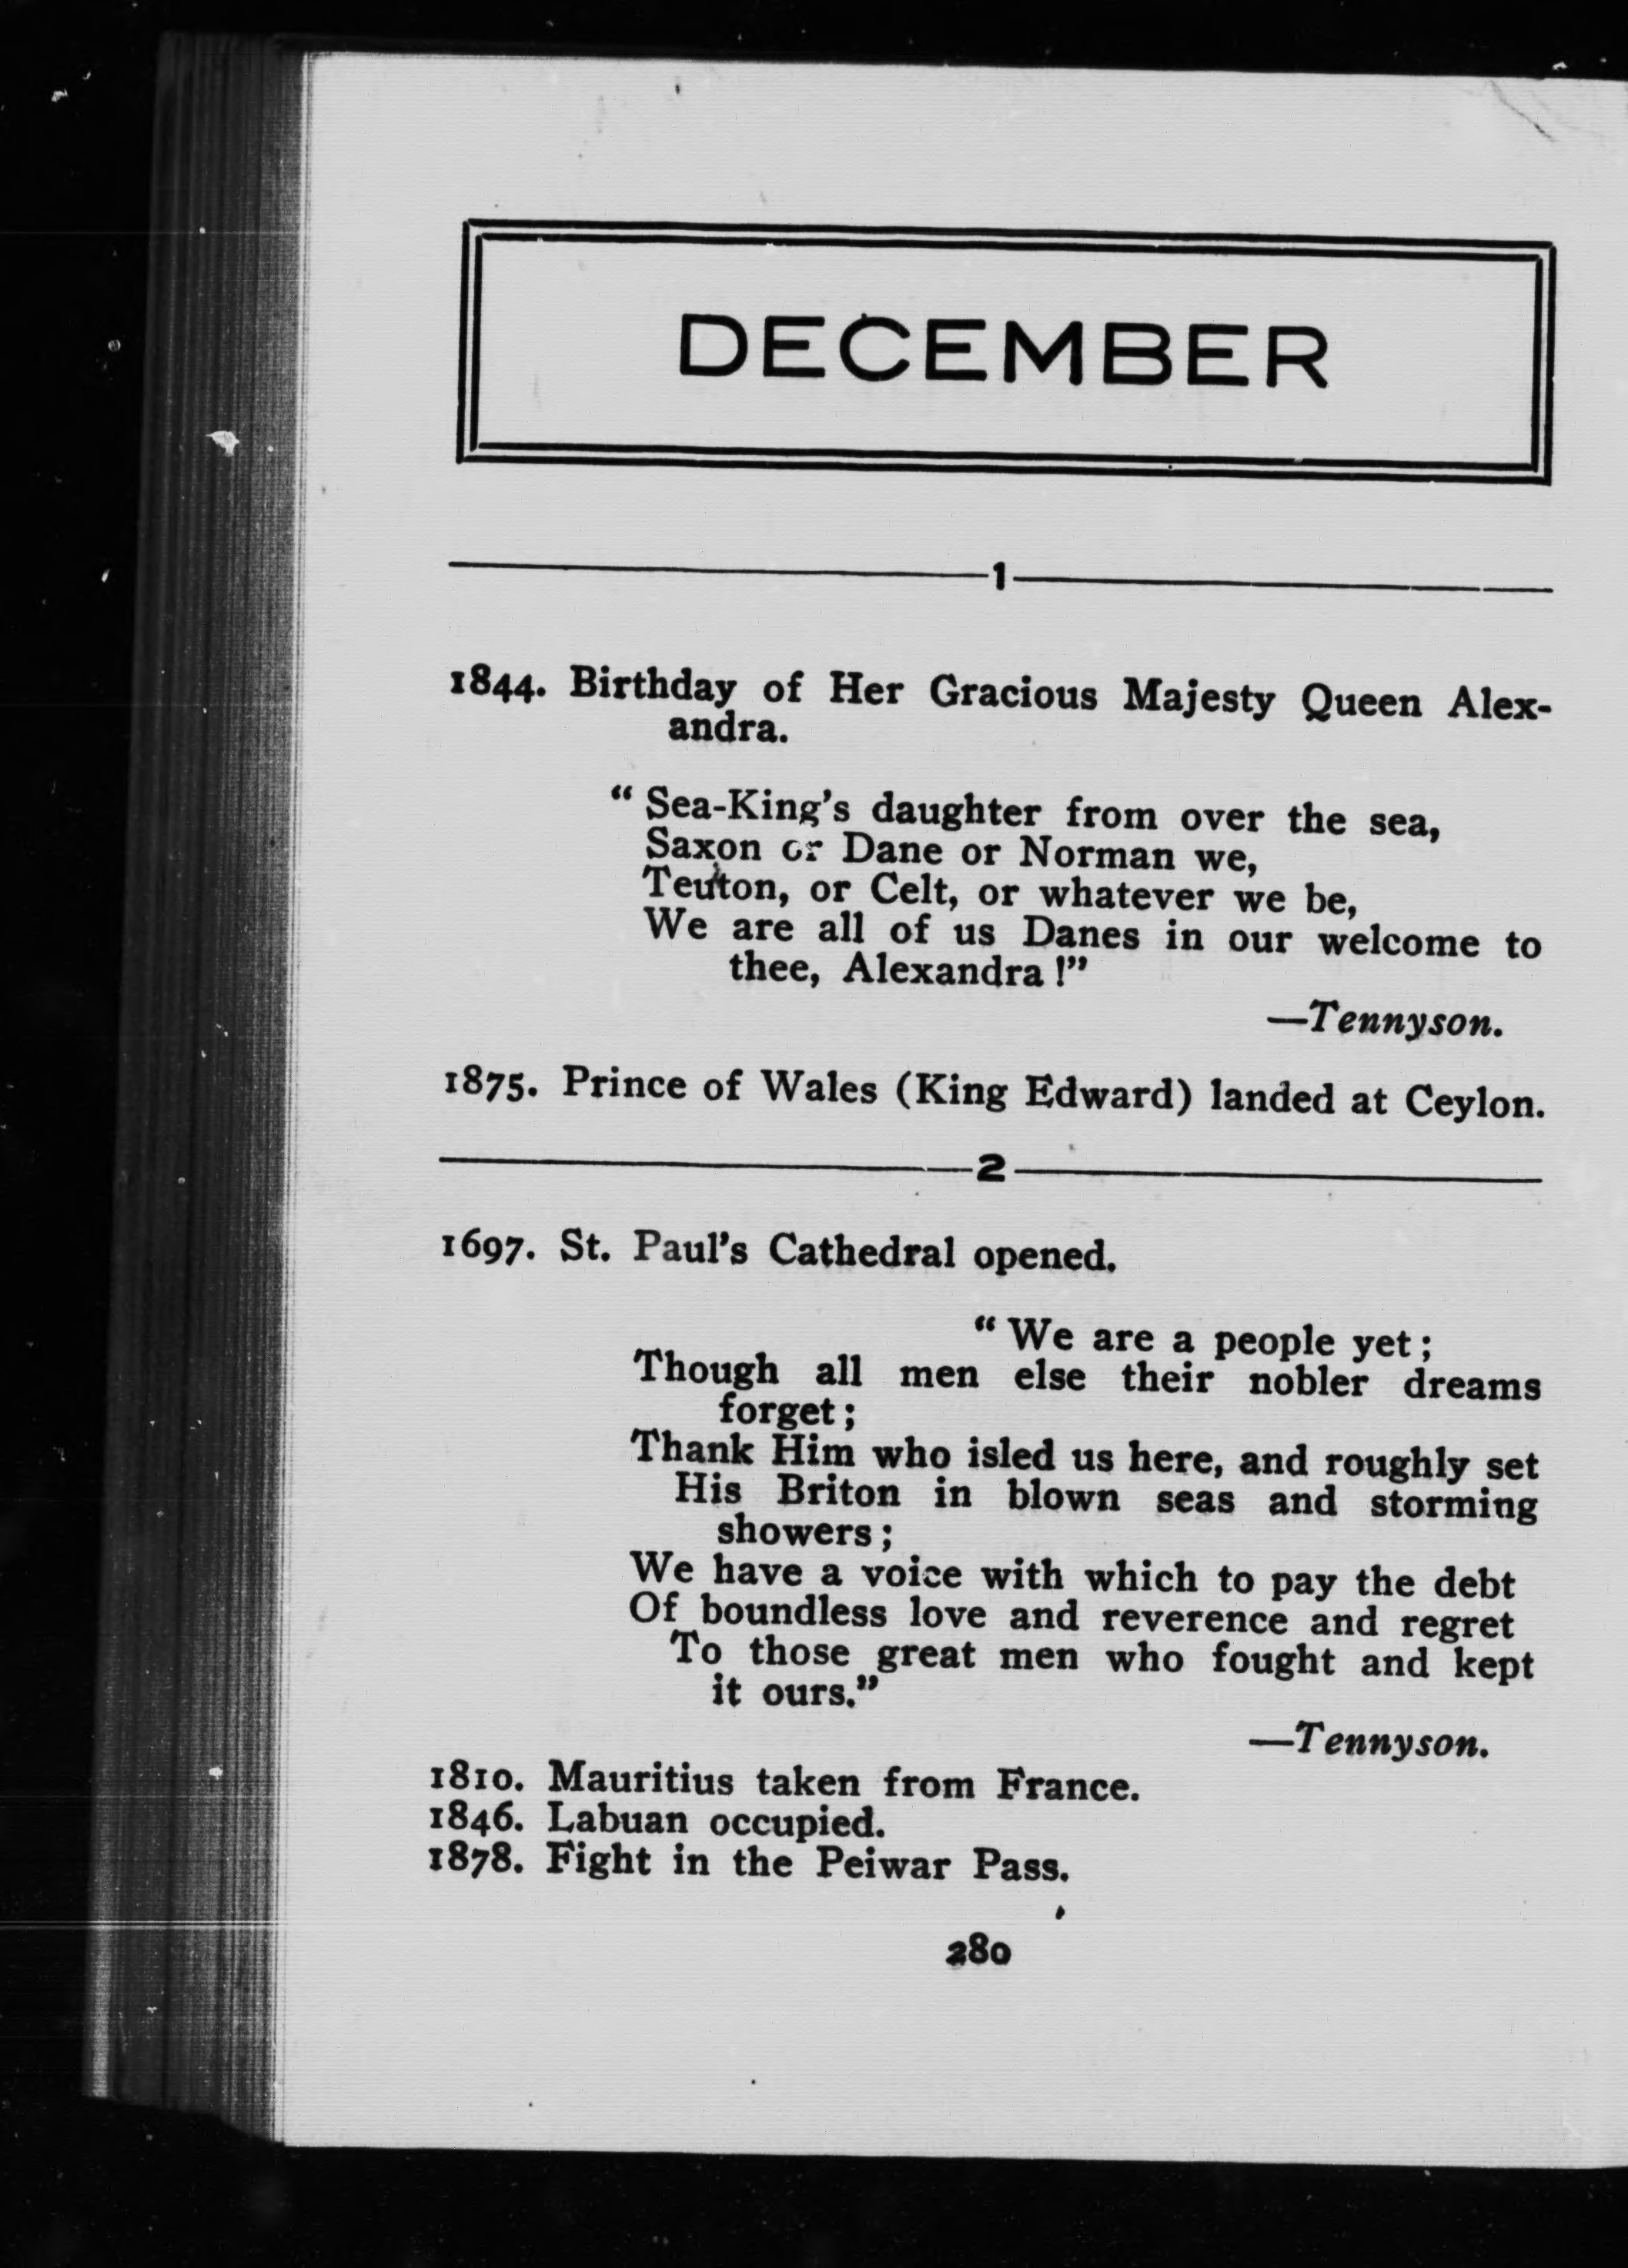 DECEMBER
1
1844. Birthday of Her Gracious Majesty Queen Alex-
andra.
“Sea-King’s daughter from over the sea,
Saxon or Dane or Norman we,
Teuton, or Celt, or whatever we be,
We are all of us Danes in our welcome to
thee, Alexandra!”
—Tennyson.
1875. Prince of Wales (King Edward) landed at Ceylon.
2
1697. St. Paul’s Cathedral opened.
“We are a people yet;
Though all men else their nobler dreams
forget;
Thank Him who isled us here, and roughly set
His Briton in blown seas and storming
showers;
We have a voice with which to pay the debt
Of boundless love and reverence and regret
To those great men who fought and kept
it ours.”
—Tennyson.
1810. Mauritius taken from France.
1846. Labuan occupied.
1878. Fight in the Peiwar Pass.
280